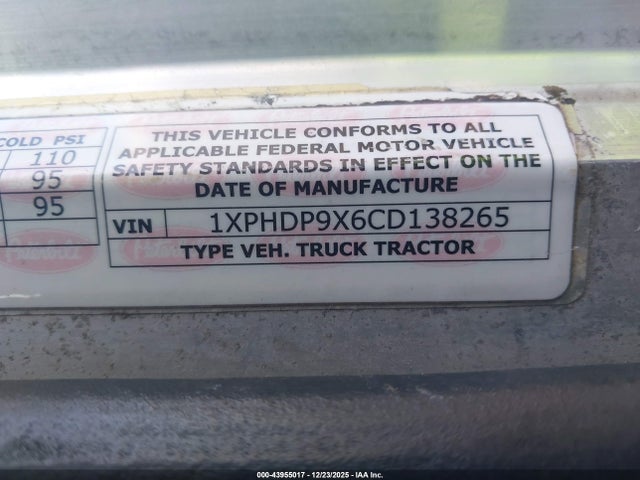 COLD PSI
110
95
95
THIS VEHICLE CONFORMS TO ALL
APPLICABLE FEDERAL MOTOR VEHICLE
SAFETY STANDARDS IN EFFECT ON THE
DATE OF MANUFACTURE
VIN 1XPHDP9X6CD138265
TYPE VEH. TRUCK TRACTOR
Peterbilt
000-43955017 - 12/23/2025 - IAA Inc.